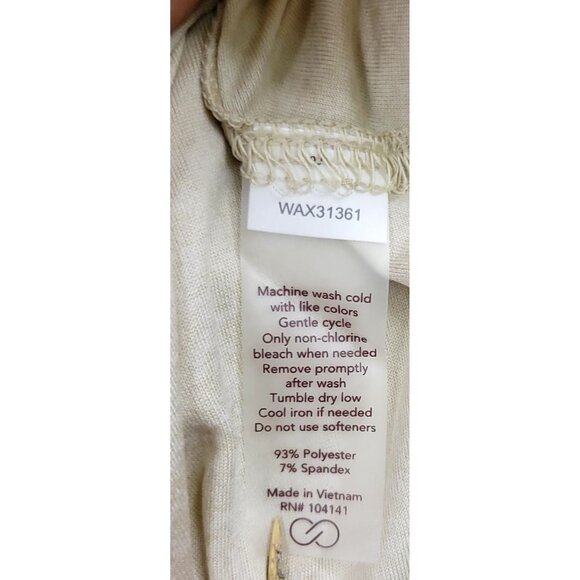 WAX31361
Machine wash cold
with like colors
Gentle cycle
Only non-chlorine
bleach when needed
Remove promptly
after wash
Tumble dry low
Cool iron if needed
Do not use softeners
93% Polyester
7% Spandex
Made in Vietnam
RN# 104141